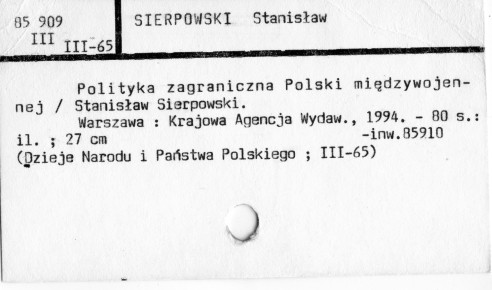 85 909
III III-65
SIERPOWSKI Stanisław
Polityka zagraniczna Polski międzywojen-
nej / Stanisław Sierpowski.
Warszawa : Krajowa Agencja Wydaw., 1994. - 80 s.:
il. ; 27 cm -inw.85910
(Dzieje Narodu i Państwa Polskiego ; III-65)